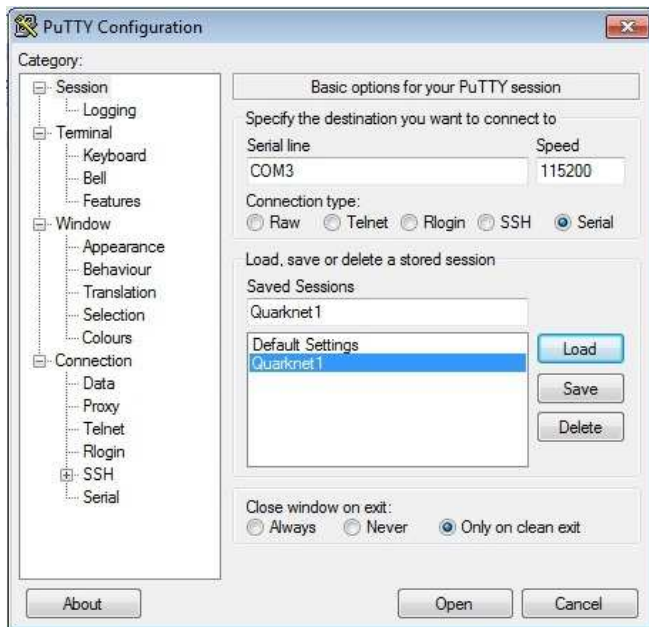 PuTTY Configuration
Category:
Session
Logging
Terminal
Keyboard
Bell
Features
Window
Appearance
Behaviour
Translation
Selection
Colours
Connection
Data
Proxy
Telnet
Rlogin
SSH
Serial
Basic options for your PuTTY session
Specify the destination you want to connect to
Serial line Speed
COM3 115200
Connection type:
Raw Telnet Rlogin SSH Serial
Load, save or delete a stored session
Saved Sessions
Quarknet1
Default Settings
Quarknet1
Load
Save
Delete
Close window on exit:
Always Never Only on clean exit
About Open Cancel